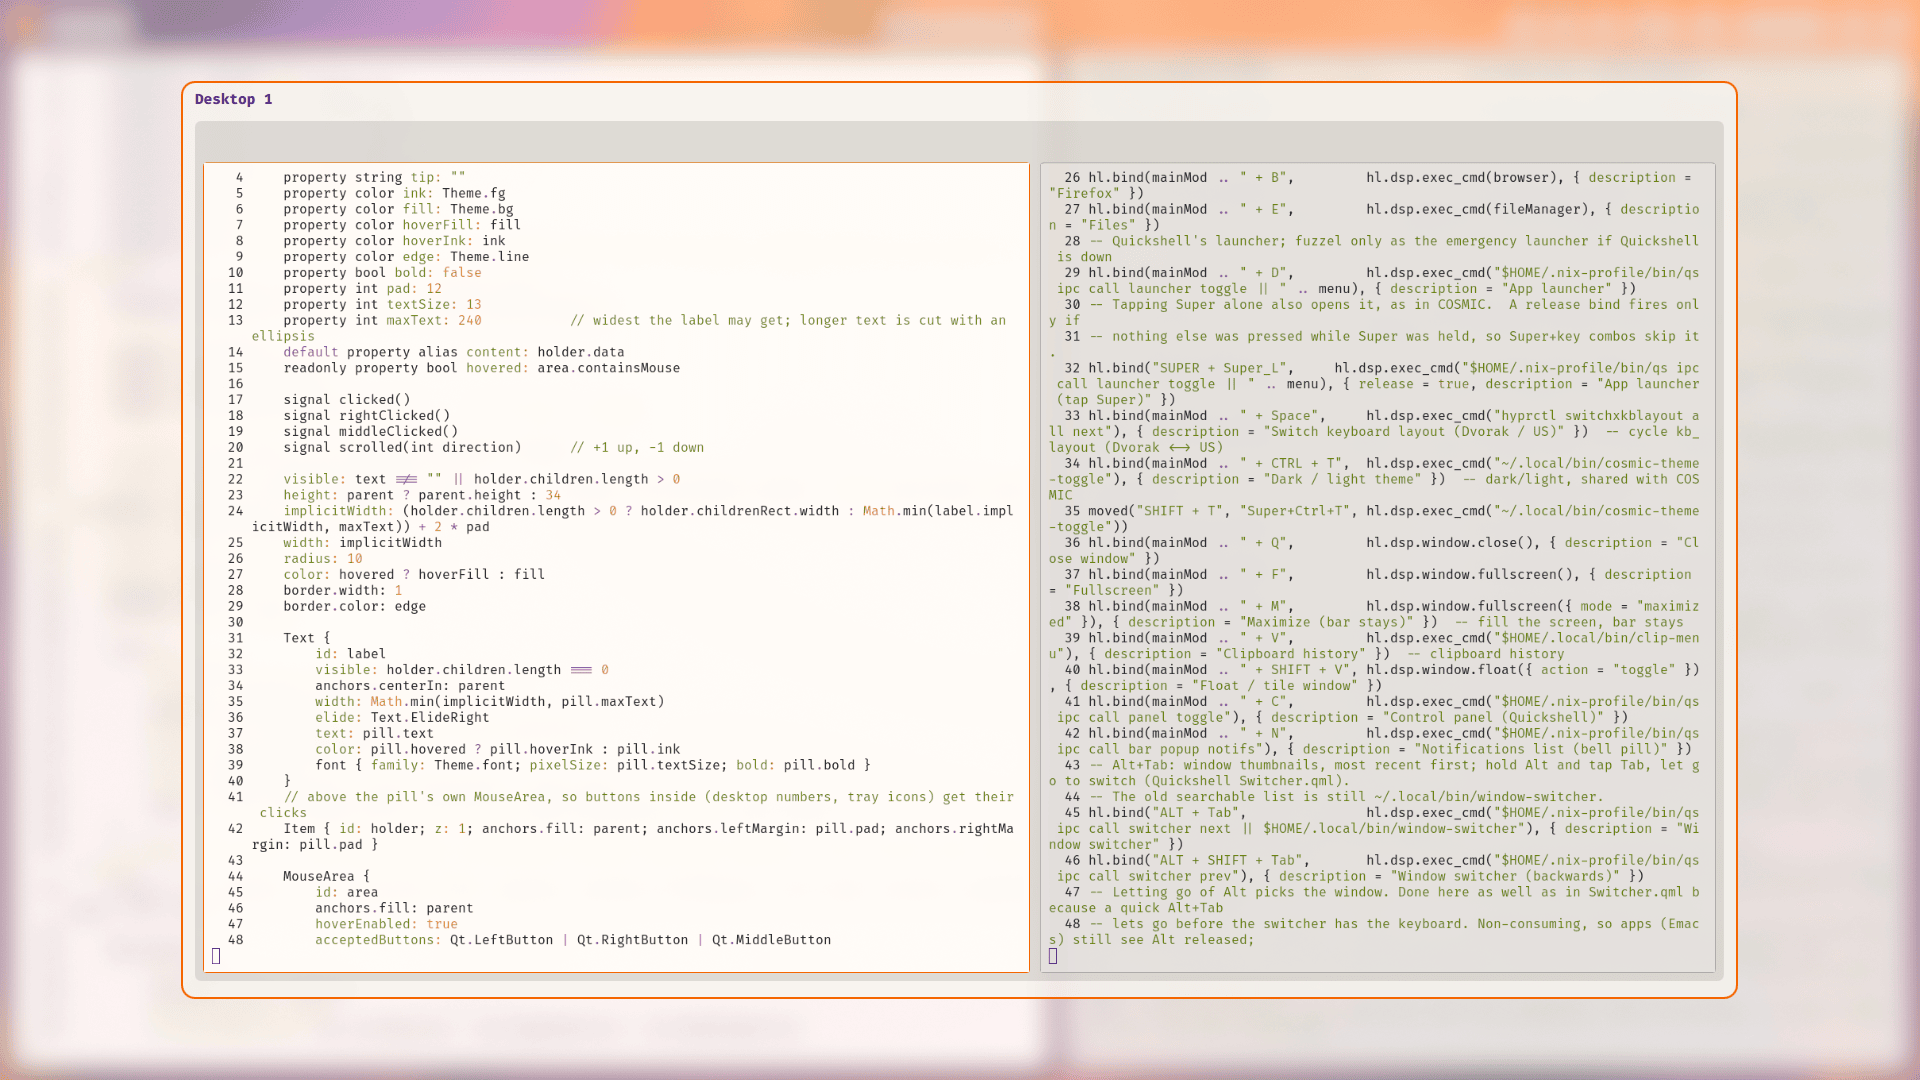 Desktop 1
4     property string tip: ""
5     property color ink: Theme.fg
6     property color fill: Theme.bg
7     property color hoverFill: fill
8     property color hoverInk: ink
9     property color edge: Theme.line
10     property bool bold: false
11     property int pad: 12
12     property int textSize: 13
13     property int maxText: 240           // widest the label may get; longer text is cut with an
ellipsis
14     default property alias content: holder.data
15     readonly property bool hovered: area.containsMouse
16
17     signal clicked()
18     signal rightClicked()
19     signal middleClicked()
20     signal scrolled(int direction)      // +1 up, -1 down
21
22     visible: text !== "" || holder.children.length > 0
23     height: parent ? parent.height : 34
24     implicitWidth: (holder.children.length > 0 ? holder.childrenRect.width : Math.min(label.impl
icitWidth, maxText)) + 2 * pad
25     width: implicitWidth
26     radius: 10
27     color: hovered ? hoverFill : fill
28     border.width: 1
29     border.color: edge
30
31     Text {
32         id: label
33         visible: holder.children.length === 0
34         anchors.centerIn: parent
35         width: Math.min(implicitWidth, pill.maxText)
36         elide: Text.ElideRight
37         text: pill.text
38         color: pill.hovered ? pill.hoverInk : pill.ink
39         font { family: Theme.font; pixelSize: pill.textSize; bold: pill.bold }
40     }
41     // above the pill's own MouseArea, so buttons inside (desktop numbers, tray icons) get their
 clicks
42     Item { id: holder; z: 1; anchors.fill: parent; anchors.leftMargin: pill.pad; anchors.rightMa
rgin: pill.pad }
43
44     MouseArea {
45         id: area
46         anchors.fill: parent
47         hoverEnabled: true
48         acceptedButtons: Qt.LeftButton | Qt.RightButton | Qt.MiddleButton
26 hl.bind(mainMod .. " + B",         hl.dsp.exec_cmd(browser), { description =
"Firefox" })
27 hl.bind(mainMod .. " + E",         hl.dsp.exec_cmd(fileManager), { descriptio
n = "Files" })
28 -- Quickshell's launcher; fuzzel only as the emergency launcher if Quickshell
 is down
29 hl.bind(mainMod .. " + D",         hl.dsp.exec_cmd("$HOME/.nix-profile/bin/qs
 ipc call launcher toggle || " .. menu), { description = "App launcher" })
30 -- Tapping Super alone also opens it, as in COSMIC.  A release bind fires onl
y if
31 -- nothing else was pressed while Super was held, so Super+key combos skip it
.
32 hl.bind("SUPER + Super_L",     hl.dsp.exec_cmd("$HOME/.nix-profile/bin/qs ipc
 call launcher toggle || " .. menu), { release = true, description = "App launcher
 (tap Super)" })
33 hl.bind(mainMod .. " + Space",     hl.dsp.exec_cmd("hyprctl switchxkblayout a
ll next"), { description = "Switch keyboard layout (Dvorak / US)" })  -- cycle kb_
layout (Dvorak <-> US)
34 hl.bind(mainMod .. " + CTRL + T",  hl.dsp.exec_cmd("~/.local/bin/cosmic-theme
-toggle"), { description = "Dark / light theme" })  -- dark/light, shared with COS
MIC
35 moved("SHIFT + T", "Super+Ctrl+T", hl.dsp.exec_cmd("~/.local/bin/cosmic-theme
-toggle"))
36 hl.bind(mainMod .. " + Q",         hl.dsp.window.close(), { description = "Cl
ose window" })
37 hl.bind(mainMod .. " + F",         hl.dsp.window.fullscreen(), { description
= "Fullscreen" })
38 hl.bind(mainMod .. " + M",         hl.dsp.window.fullscreen({ mode = "maximiz
ed" }), { description = "Maximize (bar stays)" })  -- fill the screen, bar stays
39 hl.bind(mainMod .. " + V",         hl.dsp.exec_cmd("$HOME/.local/bin/clip-men
u"), { description = "Clipboard history" })  -- clipboard history
40 hl.bind(mainMod .. " + SHIFT + V", hl.dsp.window.float({ action = "toggle" })
, { description = "Float / tile window" })
41 hl.bind(mainMod .. " + C",         hl.dsp.exec_cmd("$HOME/.nix-profile/bin/qs
 ipc call panel toggle"), { description = "Control panel (Quickshell)" })
42 hl.bind(mainMod .. " + N",         hl.dsp.exec_cmd("$HOME/.nix-profile/bin/qs
 ipc call bar popup notifs"), { description = "Notifications list (bell pill)" })
43 -- Alt+Tab: window thumbnails, most recent first; hold Alt and tap Tab, let g
o to switch (Quickshell Switcher.qml).
44 -- The old searchable list is still ~/.local/bin/window-switcher.
45 hl.bind("ALT + Tab",               hl.dsp.exec_cmd("$HOME/.nix-profile/bin/qs
 ipc call switcher next || $HOME/.local/bin/window-switcher"), { description = "Wi
ndow switcher" })
46 hl.bind("ALT + SHIFT + Tab",       hl.dsp.exec_cmd("$HOME/.nix-profile/bin/qs
 ipc call switcher prev"), { description = "Window switcher (backwards)" })
47 -- Letting go of Alt picks the window. Done here as well as in Switcher.qml b
ecause a quick Alt+Tab
48 -- lets go before the switcher has the keyboard. Non-consuming, so apps (Emac
s) still see Alt released;